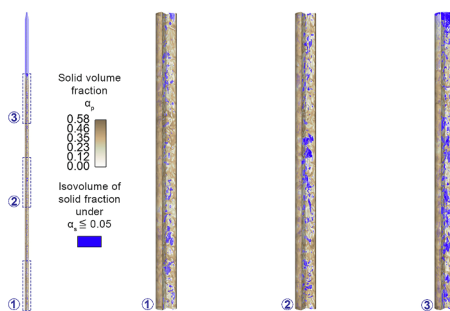 Solid volume
fraction
αp
0.58
0.46
0.35
0.23
0.12
0.00
Isovolume of
solid fraction
under
αs ≦ 0.05
③
②
①
①
②
③